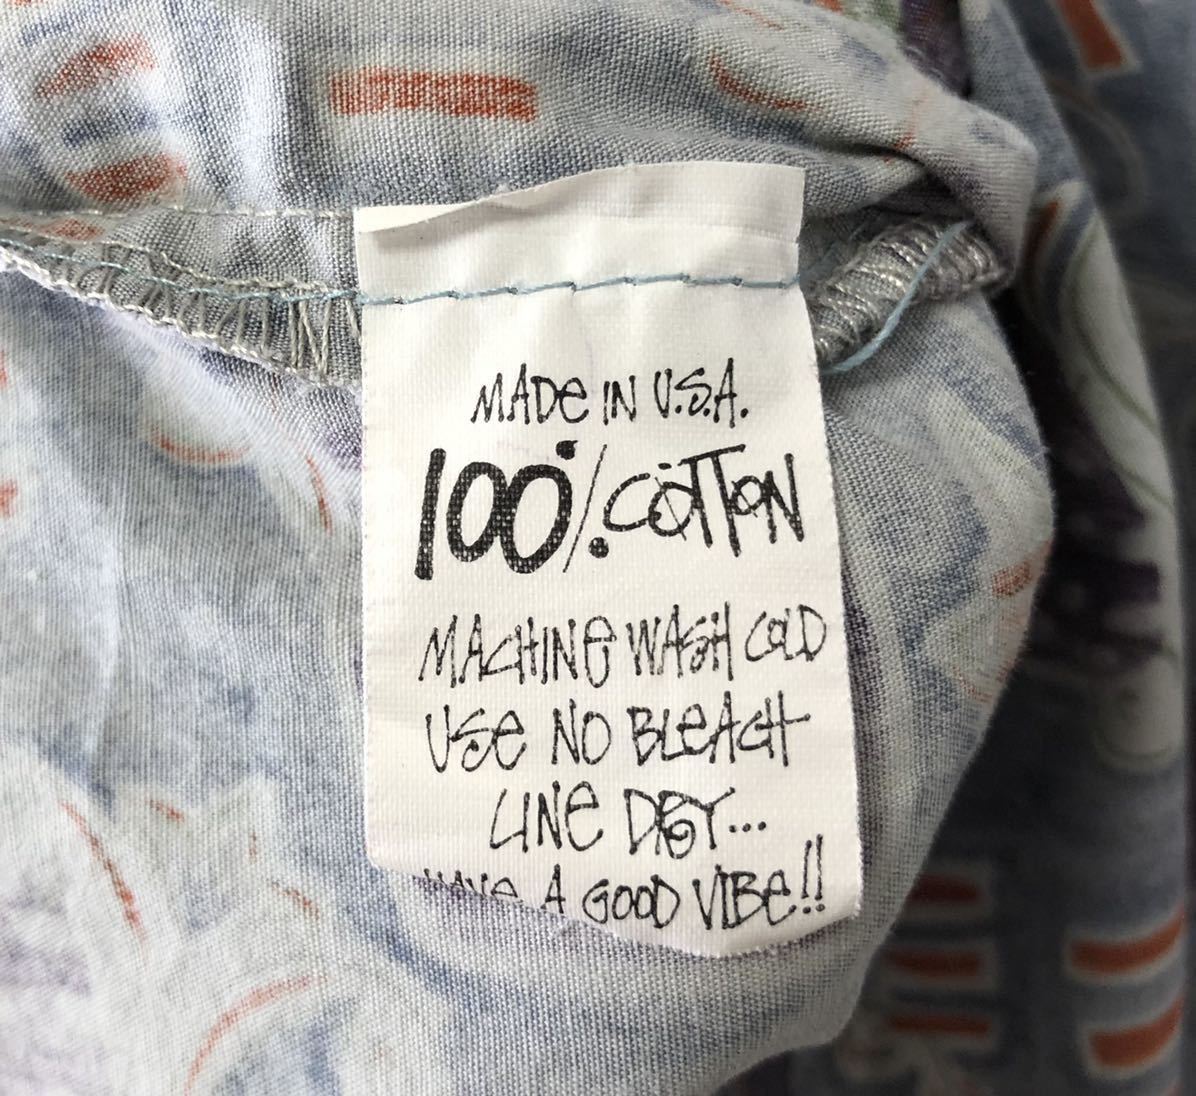 MADe IN U.S.A.
100%.COTTON
MACHINe WASH COLD
USe NO BLeACH
LINe DRY...
HAVe A GOOD VIBe!!